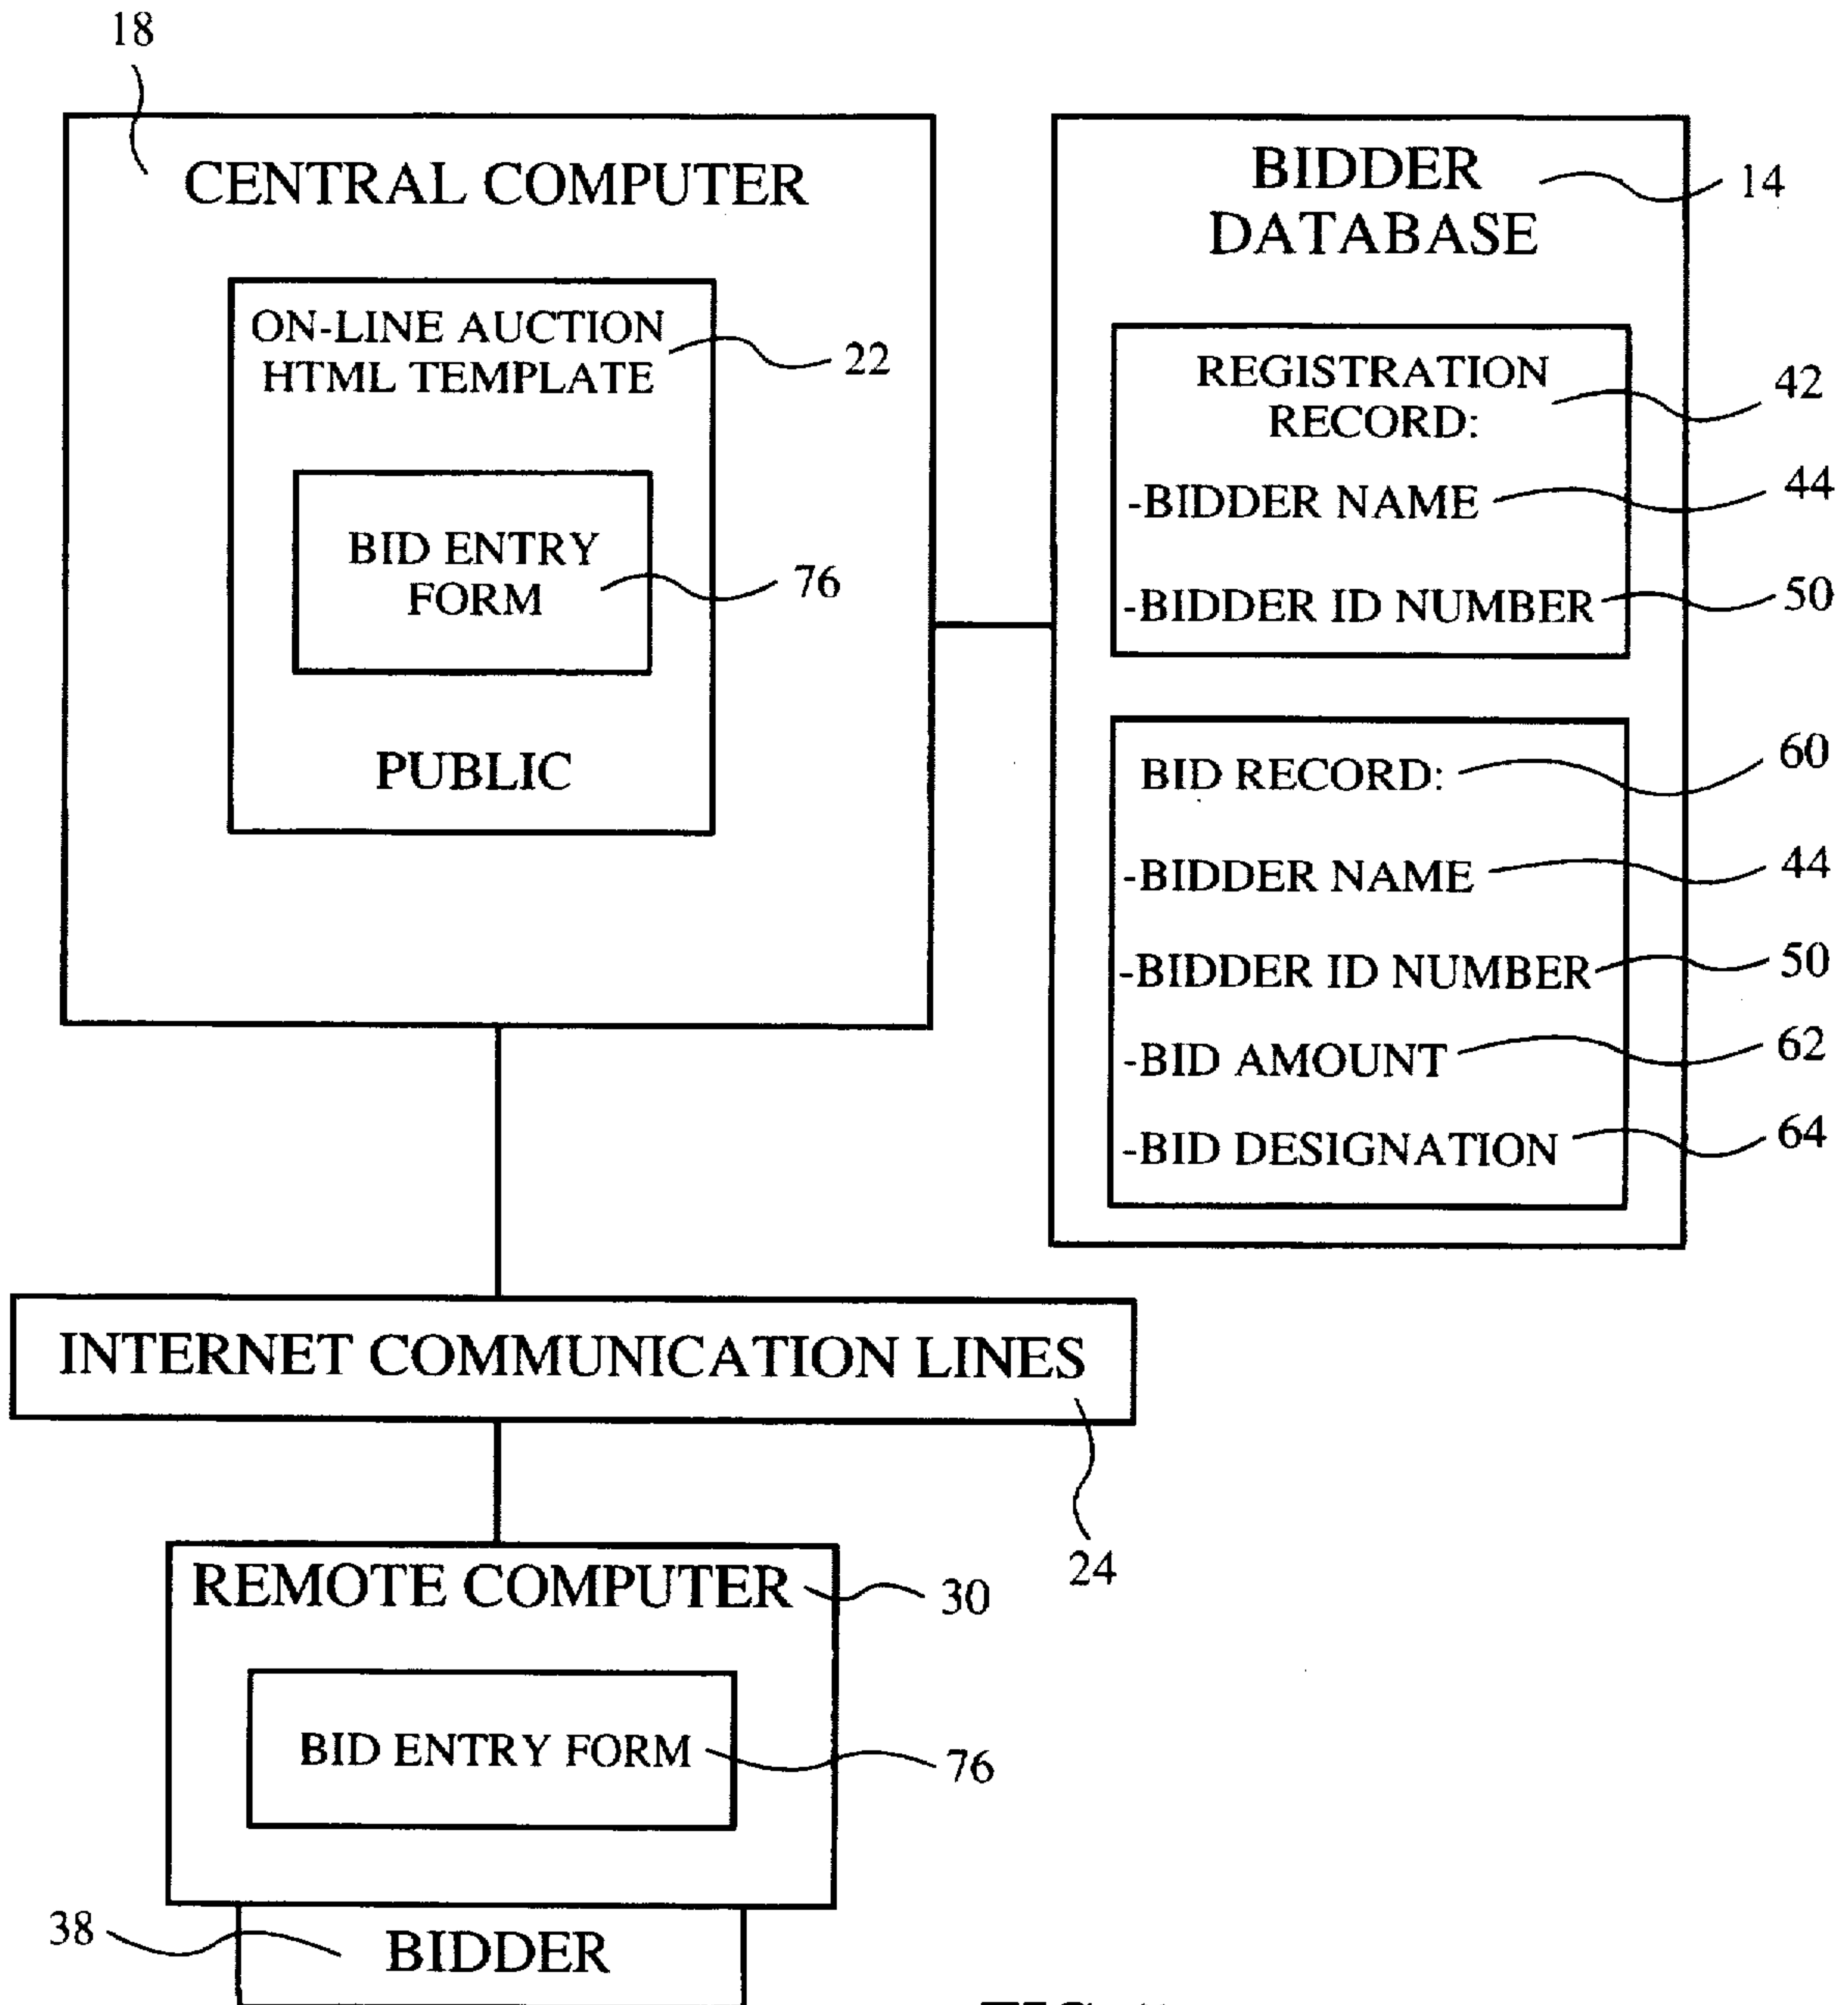 18
CENTRAL COMPUTER
ON-LINE AUCTION
HTML TEMPLATE
22
BID ENTRY
FORM
76
PUBLIC
BIDDER
DATABASE
14
REGISTRATION
RECORD:
42
-BIDDER NAME
44
-BIDDER ID NUMBER
50
BID RECORD:
60
-BIDDER NAME
44
-BIDDER ID NUMBER
50
-BID AMOUNT
62
-BID DESIGNATION
64
INTERNET COMMUNICATION LINES
24
REMOTE COMPUTER
30
BID ENTRY FORM
76
38
BIDDER